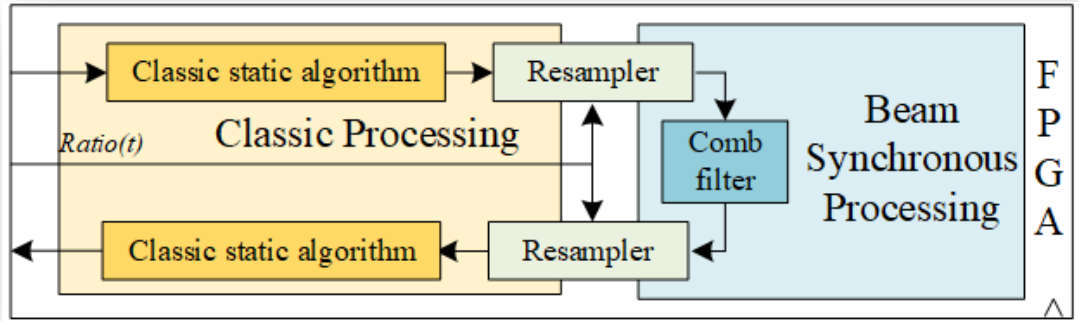 Classic static algorithm
Resampler
Ratio(t)
Classic Processing
Comb
filter
Beam
Synchronous
Processing
Classic static algorithm
Resampler
F
P
G
A